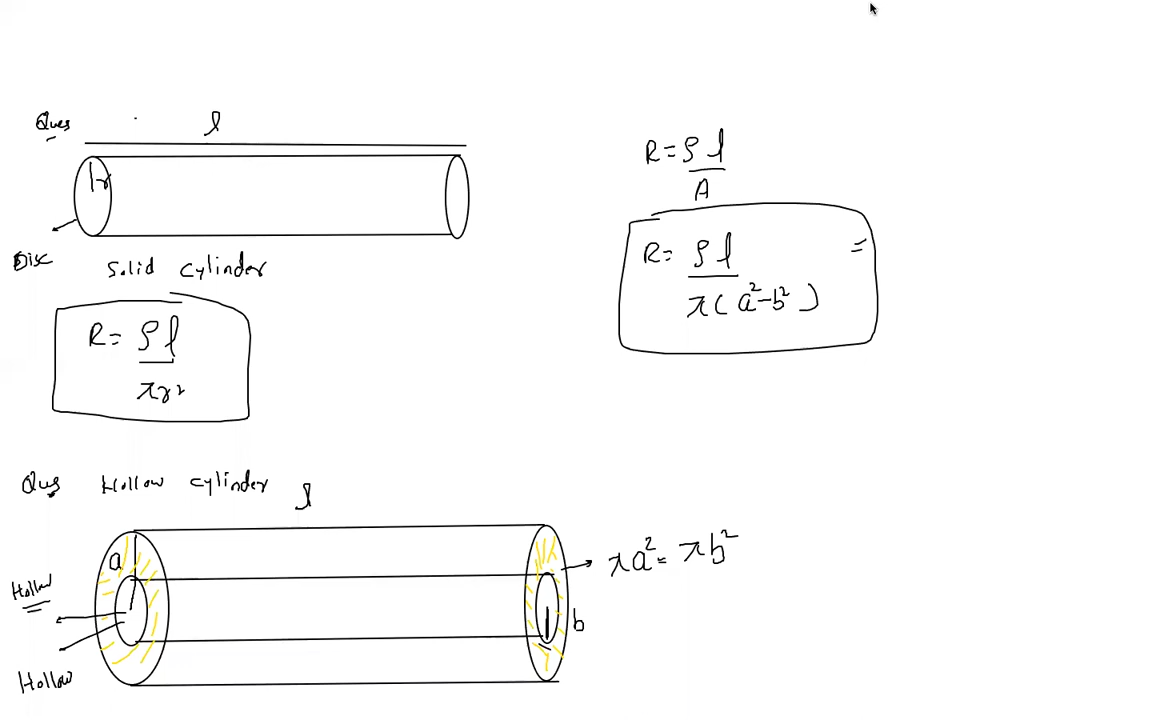 Ques
l
r
Disc
Solid cylinder
R = ρl
πr²
R = ρl
A
R = ρl =
π(a²-b²)
Ques Hollow cylinder l
a
Hollow
Hollow
b
πa² = πb²